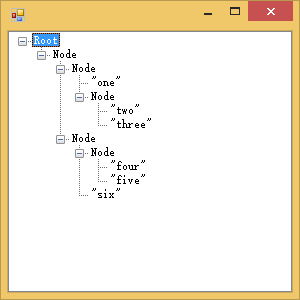 Root
Node
Node
"one"
Node
"two"
"three"
Node
Node
"four"
"five"
"six"